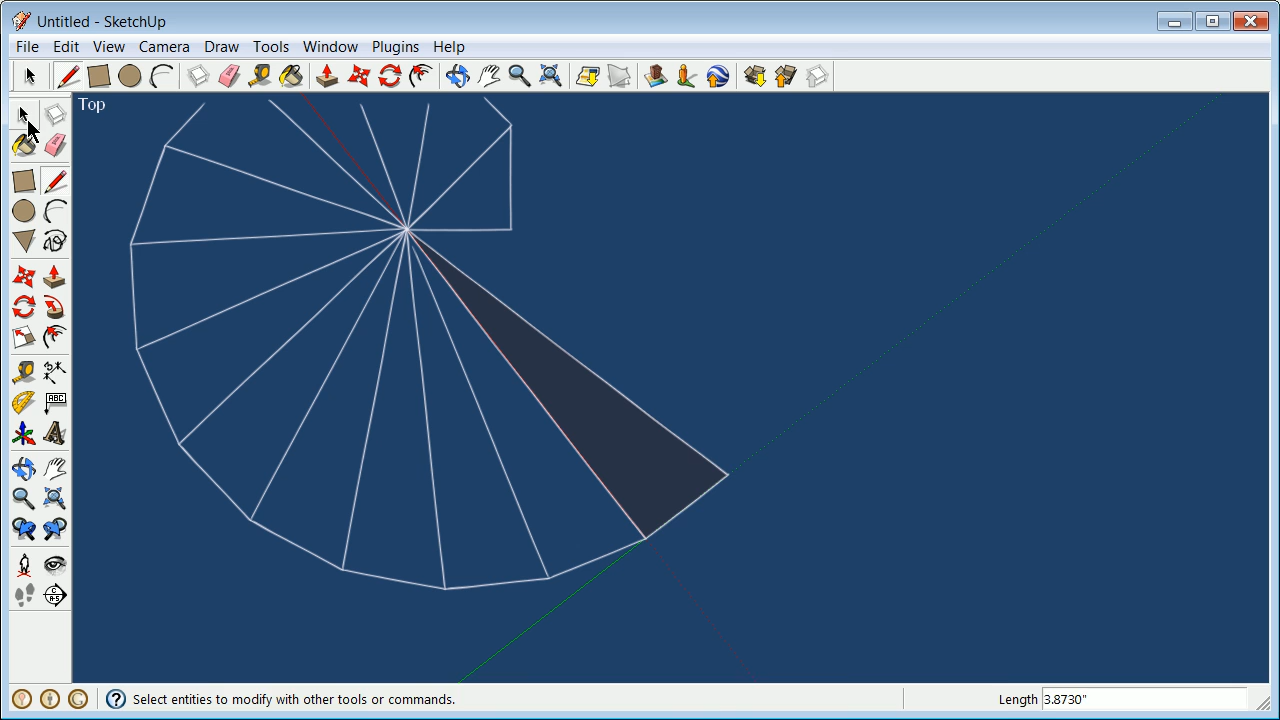 Untitled - SketchUp
File Edit View Camera Draw Tools Window Plugins Help
Top
ABC
A
Select entities to modify with other tools or commands.
Length 3.8730"